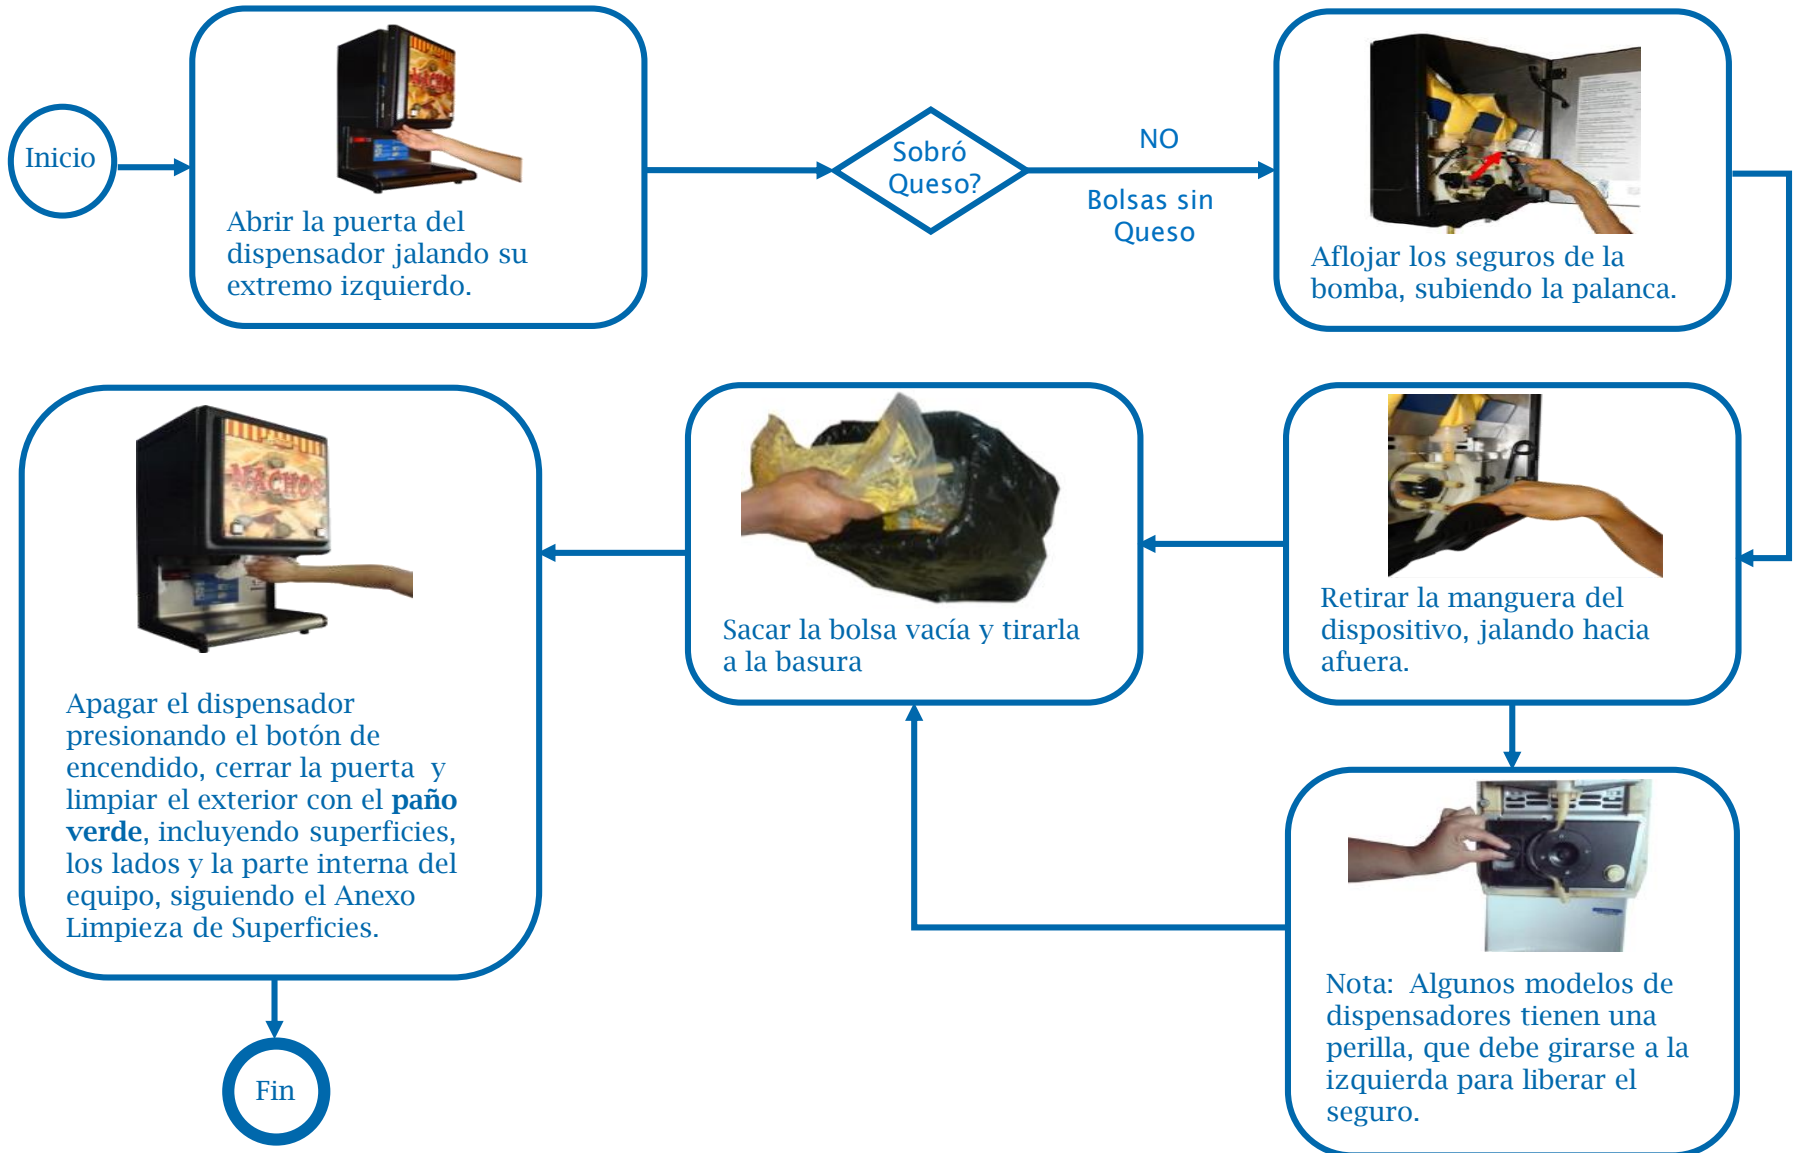 Inicio
Abrir la puerta del
dispensador jalando su
extremo izquierdo.
Sobró
Queso?
NO
Bolsas sin
Queso
Aflojar los seguros de la
bomba, subiendo la palanca.
Retirar la manguera del
dispositivo, jalando hacia
afuera.
Nota:  Algunos modelos de
dispensadores tienen una
perilla, que debe girarse a la
izquierda para liberar el
seguro.
Sacar la bolsa vacía y tirarla
a la basura
NACHOS
Apagar el dispensador
presionando el botón de
encendido, cerrar la puerta  y
limpiar el exterior con el paño
verde, incluyendo superficies,
los lados y la parte interna del
equipo, siguiendo el Anexo
Limpieza de Superficies.
Fin